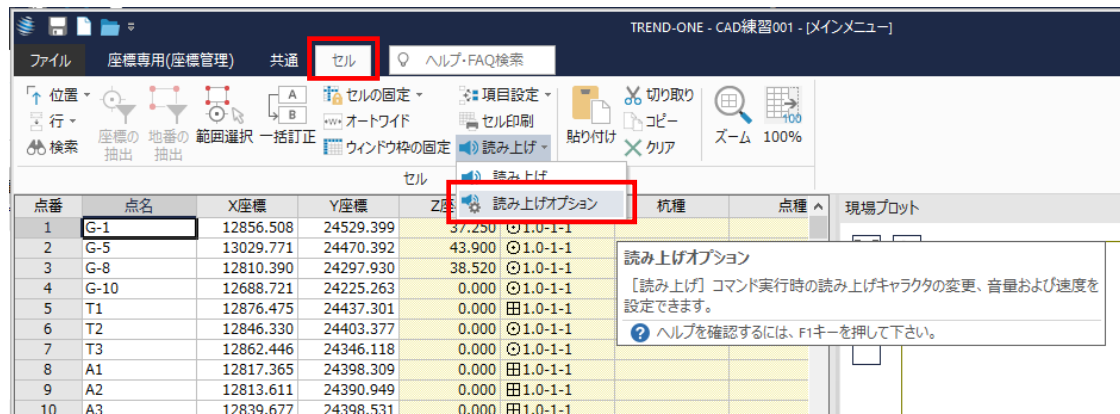 TREND-ONE - CAD練習001 - [メインメニュー]
ファイル 座標専用(座標管理) 共通 セル ヘルプ・FAQ検索
位置 行 検索 座標の抽出 地番の抽出 範囲選択 A B 一括訂正 セルの固定 オートワイド ウィンドウ枠の固定 項目設定 セル印刷 読み上げ 貼り付け 切り取り コピー クリア ズーム 100 100%
セル 読み上げ
読み上げオプション
点番 点名 X座標 Y座標 杭種 点種 現場プロット
1 G-1 12856.508 24529.399 37.250 1.0-1-1
2 G-5 13029.771 24470.392 43.900 1.0-1-1
3 G-8 12810.390 24297.930 38.520 1.0-1-1
4 G-10 12688.721 24225.263 0.000 1.0-1-1
5 T1 12876.475 24437.301 0.000 1.0-1-1
6 T2 12846.330 24403.377 0.000 1.0-1-1
7 T3 12862.446 24346.118 0.000 1.0-1-1
8 A1 12817.365 24398.309 0.000 1.0-1-1
9 A2 12813.611 24390.949 0.000 1.0-1-1
10 A3 12839.677 24398.531 0.000 1.0-1-1
読み上げオプション
［読み上げ］コマンド実行時の読み上げキャラクタの変更、音量および速度を
設定できます。
ヘルプを確認するには、F1キーを押して下さい。